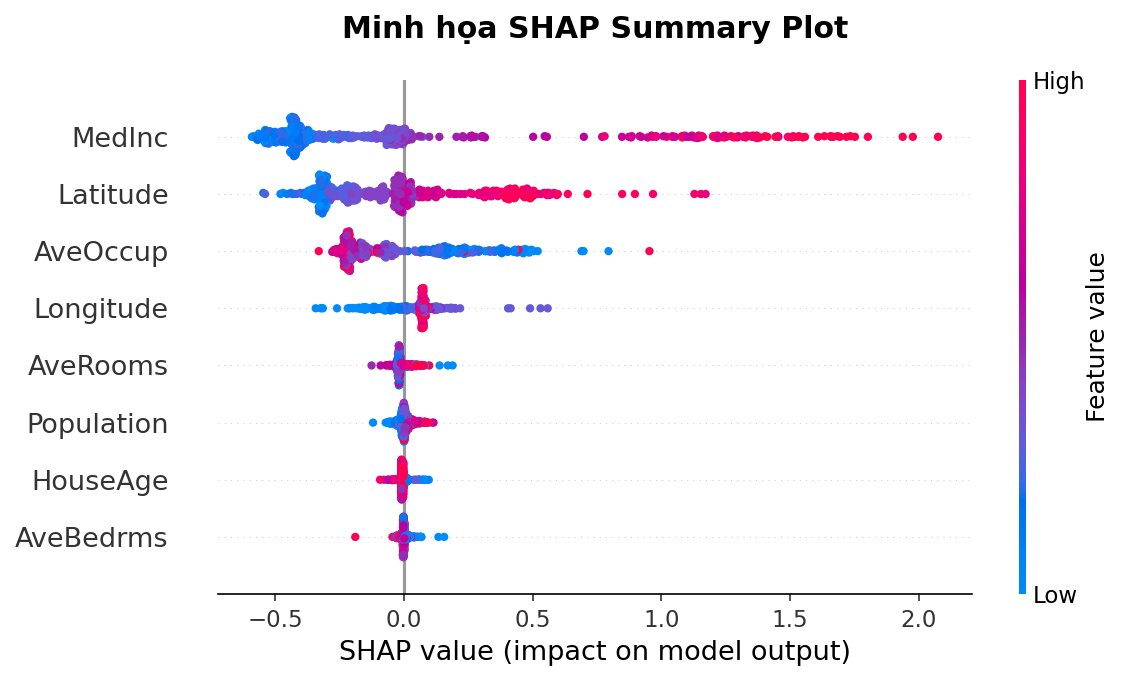 Minh họa SHAP Summary Plot
High
MedInc
Latitude
AveOccup
Longitude
AveRooms
Population
HouseAge
AveBedrms
Feature value
Low
−0.5 0.0 0.5 1.0 1.5 2.0
SHAP value (impact on model output)